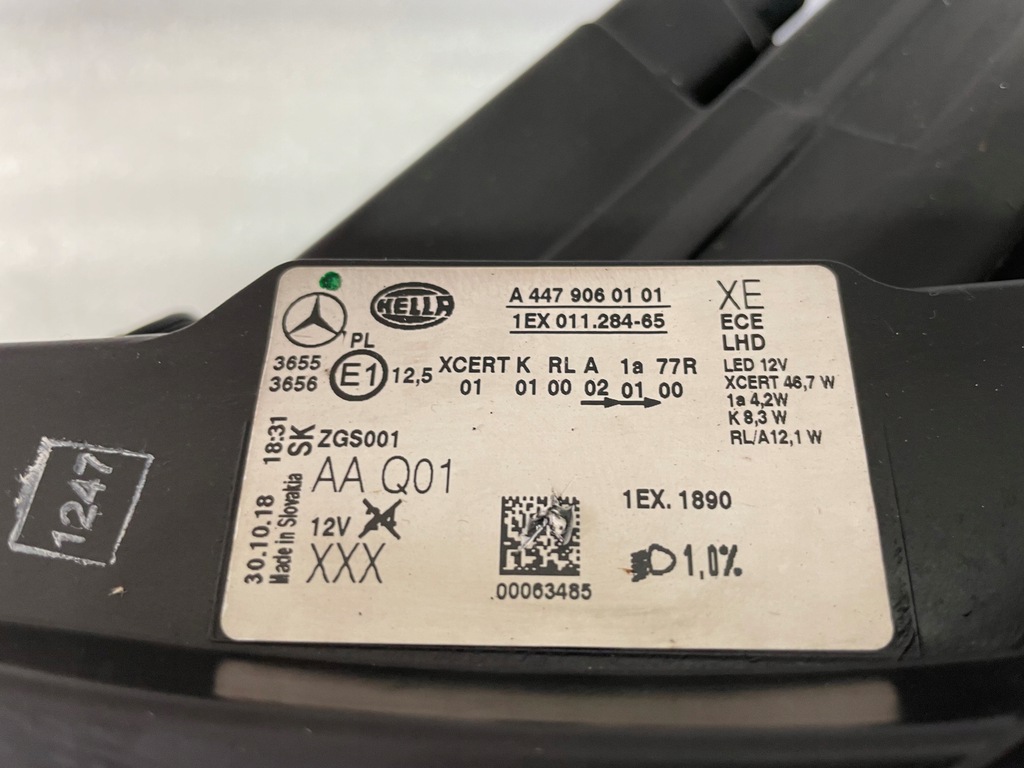 HELLA
A 447 906 01 01
1EX 011.284-65
XE
ECE
LHD
PL
3655
3656
E1
12,5
XCERT K RL A 1a 77R
01 01 00 02 01 00
LED 12V
XCERT 46,7 W
1a 4,2W
K 8,3 W
RL/A12,1 W
30.10.18 18:31
Made in Slovakia SK
ZGS001
AA Q01
12V
XXX
1EX. 1890
00063485
1,0%
1247